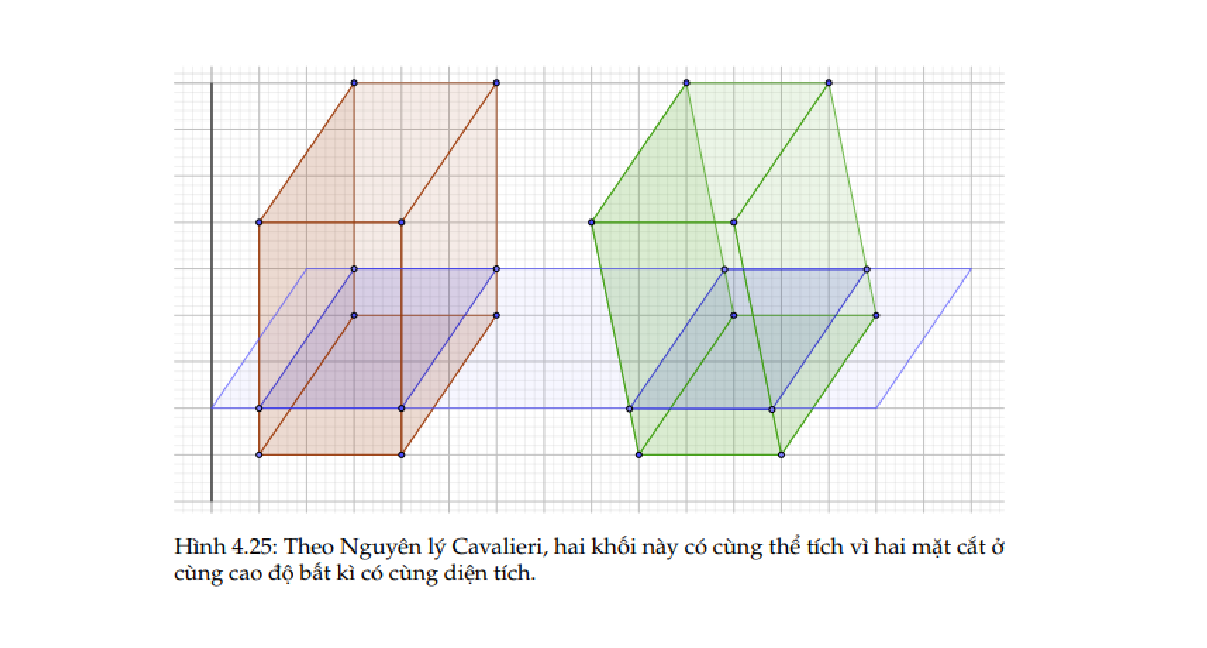 Hình 4.25: Theo Nguyên lý Cavalieri, hai khối này có cùng thể tích vì hai mặt cắt ở
cùng cao độ bất kì có cùng diện tích.